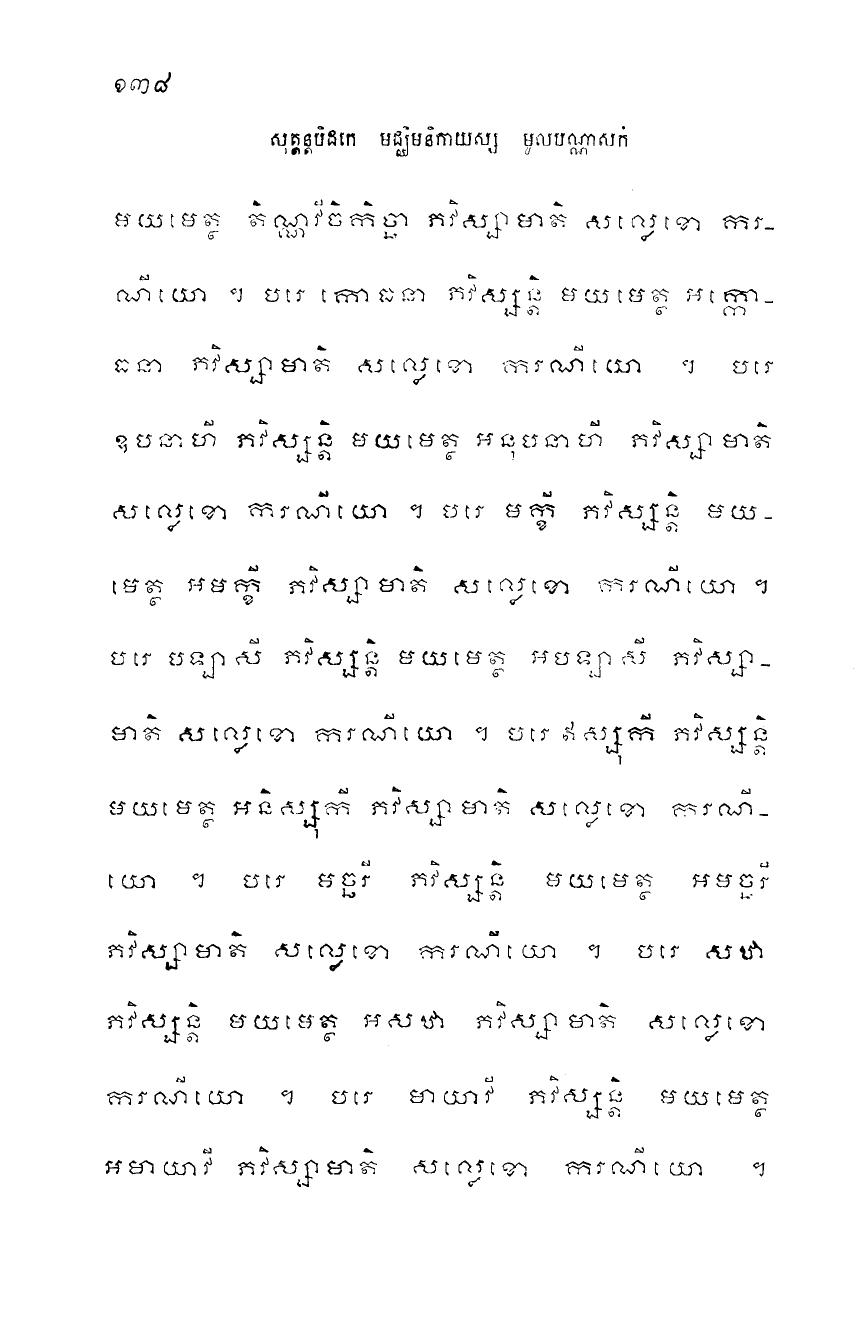 ១៣៨
សុត្តន្តបិដកេ មជ្ឈិមនិកាយស្ស មូលបណ្ណាសកំ
មយមេត្ថ តិណ្ណវិចិកិច្ឆា ភវិស្សាមាតិ សល្លេខោ ករ-
ណីយោ ។ បរេ កោធនា ភវិស្សន្តិ មយមេត្ថ អក្កោ-
ធនា ភវិស្សាមាតិ សល្លេខោ ករណីយោ ។ បរេ
ឧបនាហី ភវិស្សន្តិ មយមេត្ថ អនុបនាហី ភវិស្សាមាតិ
សល្លេខោ ករណីយោ ។ បរេ មក្ខី ភវិស្សន្តិ មយ-
មេត្ថ អមក្ខី ភវិស្សាមាតិ សល្លេខោ ករណីយោ ។
បរេ បឡាសី ភវិស្សន្តិ មយមេត្ថ អបឡាសី ភវិស្សា-
មាតិ សល្លេខោ ករណីយោ ។ បរេ ឥស្សុកី ភវិស្សន្តិ
មយមេត្ថ អនិស្សុកី ភវិស្សាមាតិ សល្លេខោ ករណី-
យោ ។ បរេ មច្ឆរី ភវិស្សន្តិ មយមេត្ថ អមច្ឆរី
ភវិស្សាមាតិ សល្លេខោ ករណីយោ ។ បរេ សឋា
ភវិស្សន្តិ មយមេត្ថ អសឋា ភវិស្សាមាតិ សល្លេខោ
ករណីយោ ។ បរេ មាយាវី ភវិស្សន្តិ មយមេត្ថ
អមាយាវី ភវិស្សាមាតិ សល្លេខោ ករណីយោ ។